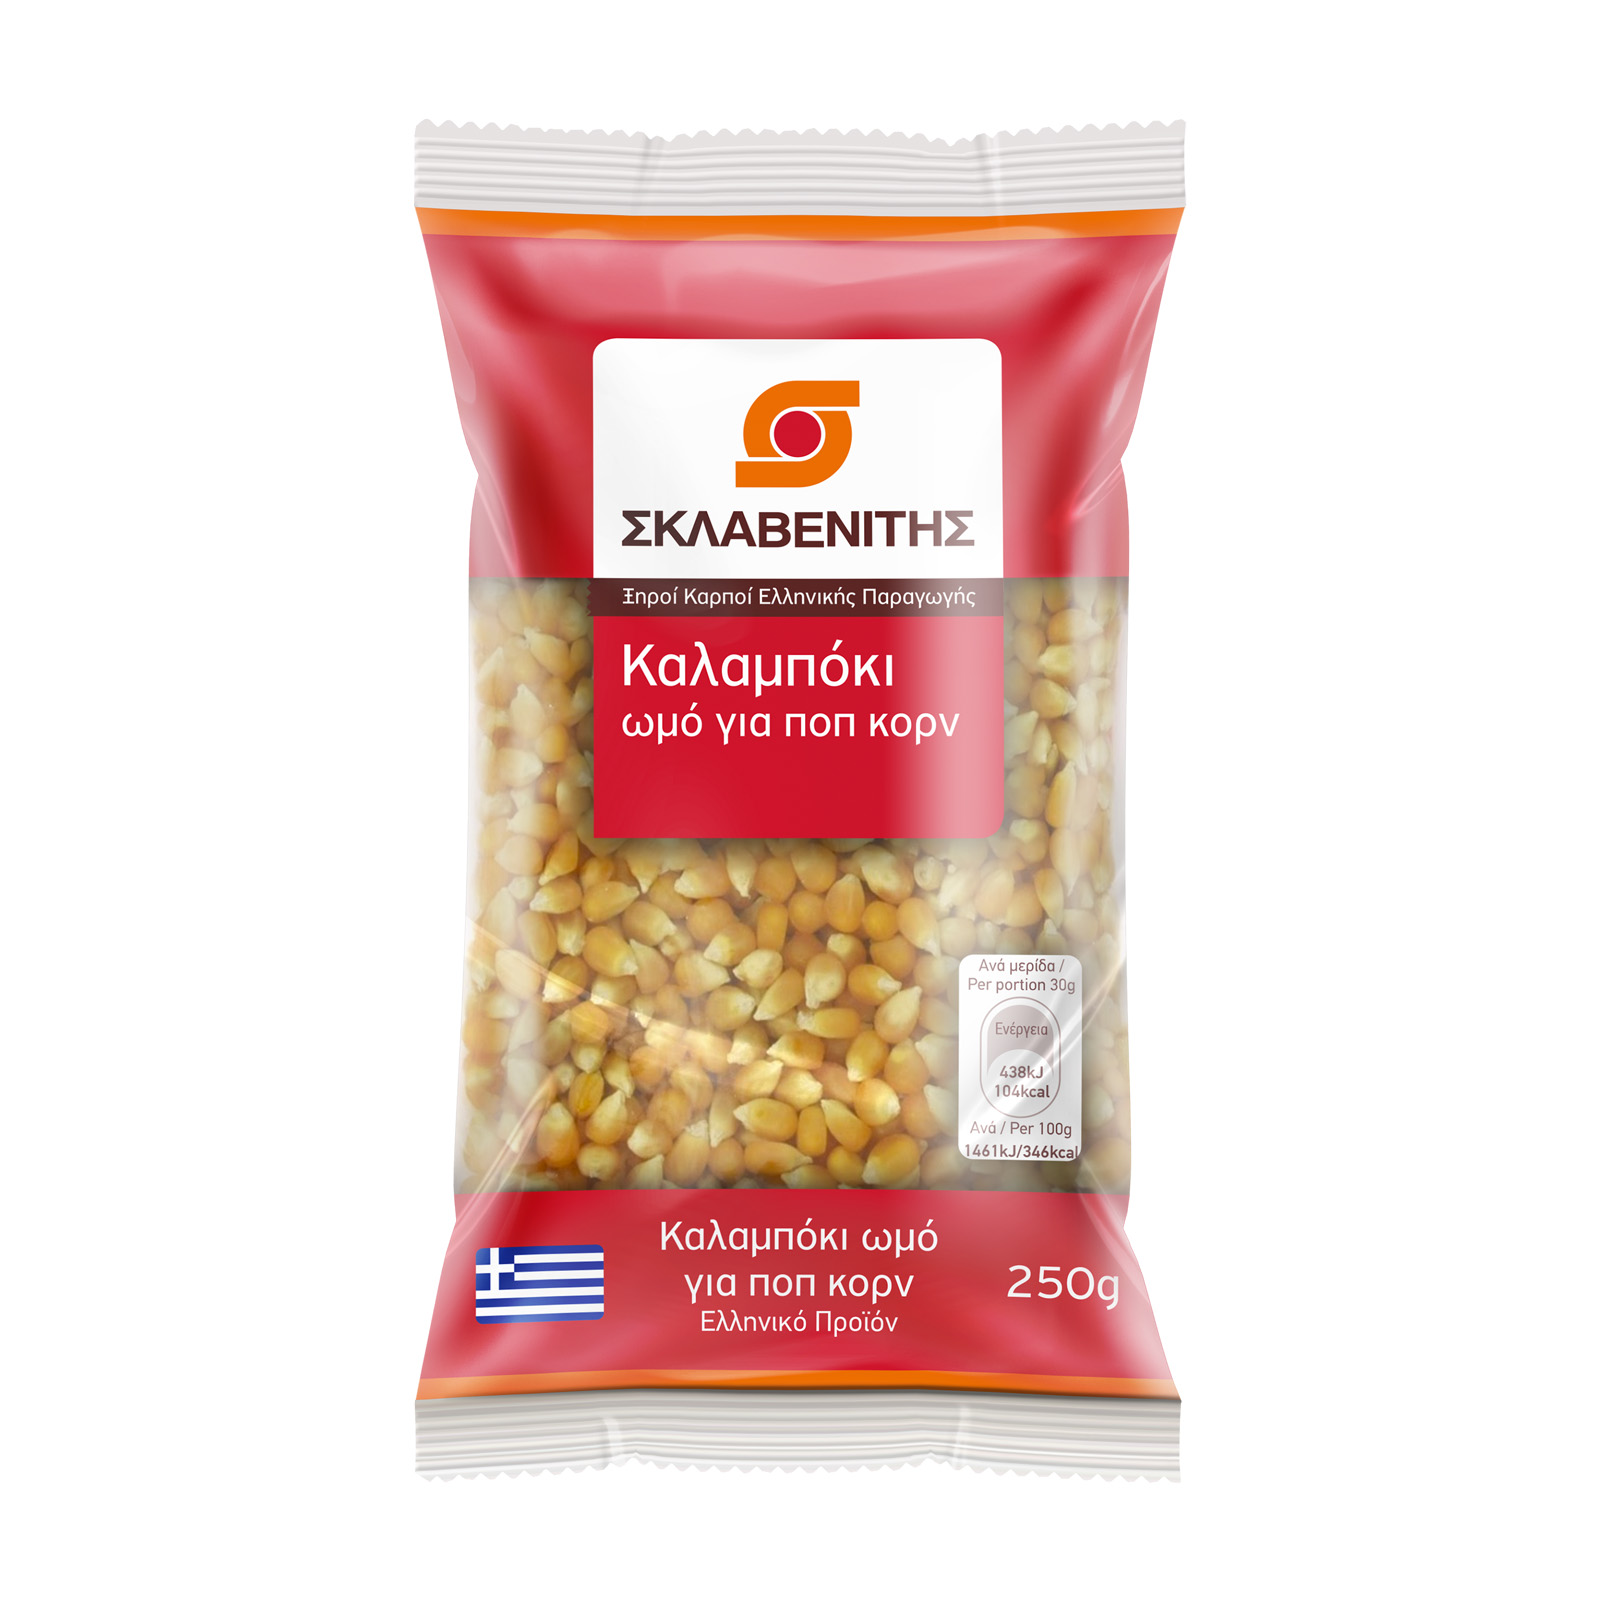 ΣΚΛΑΒΕΝΙΤΗΣ
Ξηροί Καρποί Ελληνικής Παραγωγής
Καλαμπόκι
ωμό για ποπ κορν
Ανά μερίδα /
Per portion 30g
Ενέργεια
438kJ
104kcal
Ανά / Per 100g
1461kJ/346kcal
Καλαμπόκι ωμό
για ποπ κορν
Ελληνικό Προϊόν
250g